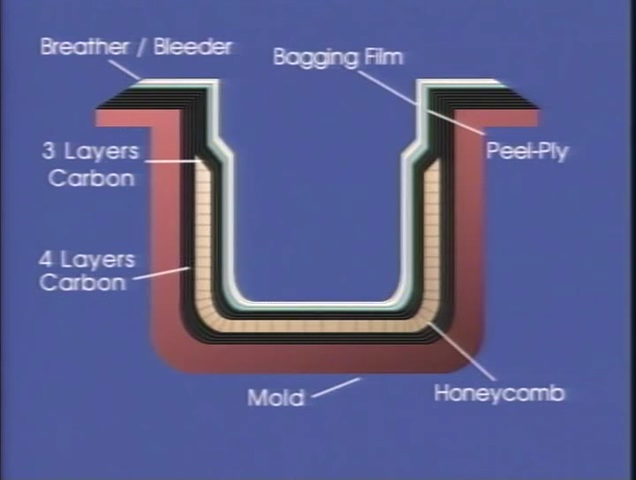 Breather / Bleeder
Bagging Film
3 Layers
Carbon
Peel-Ply
4 Layers
Carbon
Mold
Honeycomb